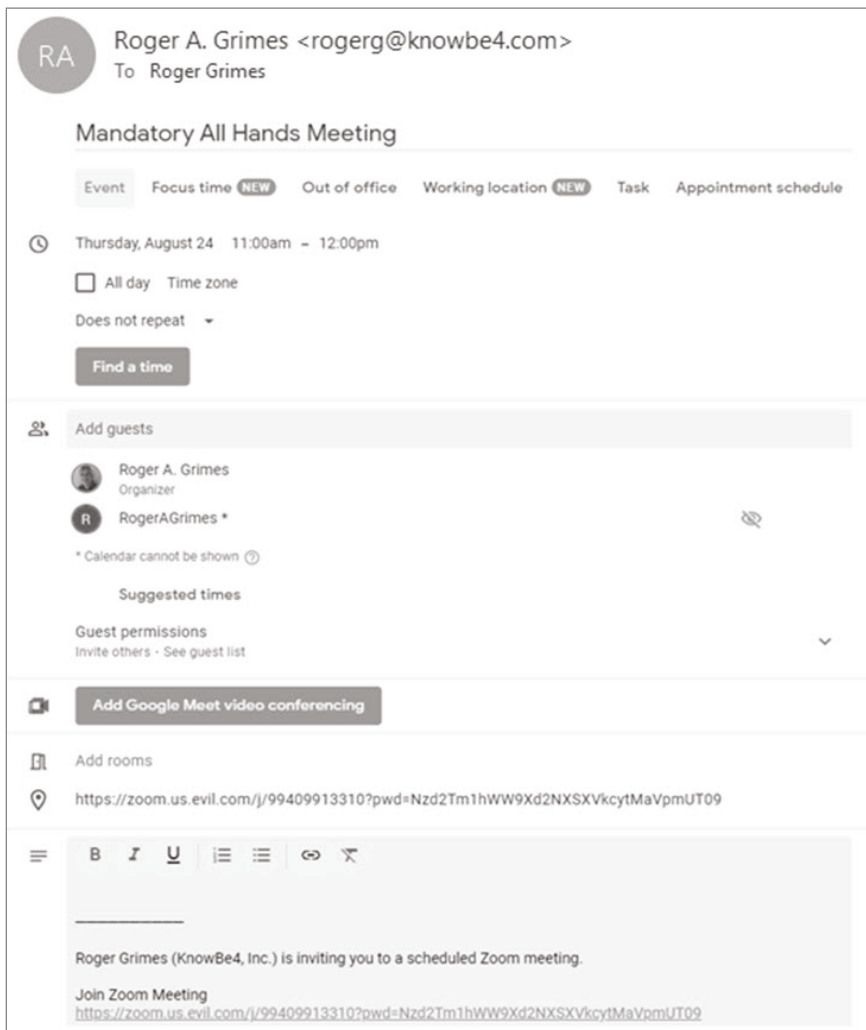 RA
Roger A. Grimes <rogerg@knowbe4.com>
To Roger Grimes
Mandatory All Hands Meeting
Event Focus time NEW Out of office Working location NEW Task Appointment schedule
Thursday, August 24 11:00am – 12:00pm
All day Time zone
Does not repeat
Find a time
Add guests
Roger A. Grimes
Organizer
R RogerAGrimes *
* Calendar cannot be shown ?
Suggested times
Guest permissions
Invite others - See guest list
Add Google Meet video conferencing
Add rooms
https://zoom.us.evil.com/j/99409913310?pwd=Nzd2Tm1hWW9Xd2NXSXVkcytMaVpmUT09
B I U
Roger Grimes (KnowBe4, Inc.) is inviting you to a scheduled Zoom meeting.
Join Zoom Meeting
https://zoom.us.evil.com/j/99409913310?pwd=Nzd2Tm1hWW9Xd2NXSXVkcytMaVpmUT09